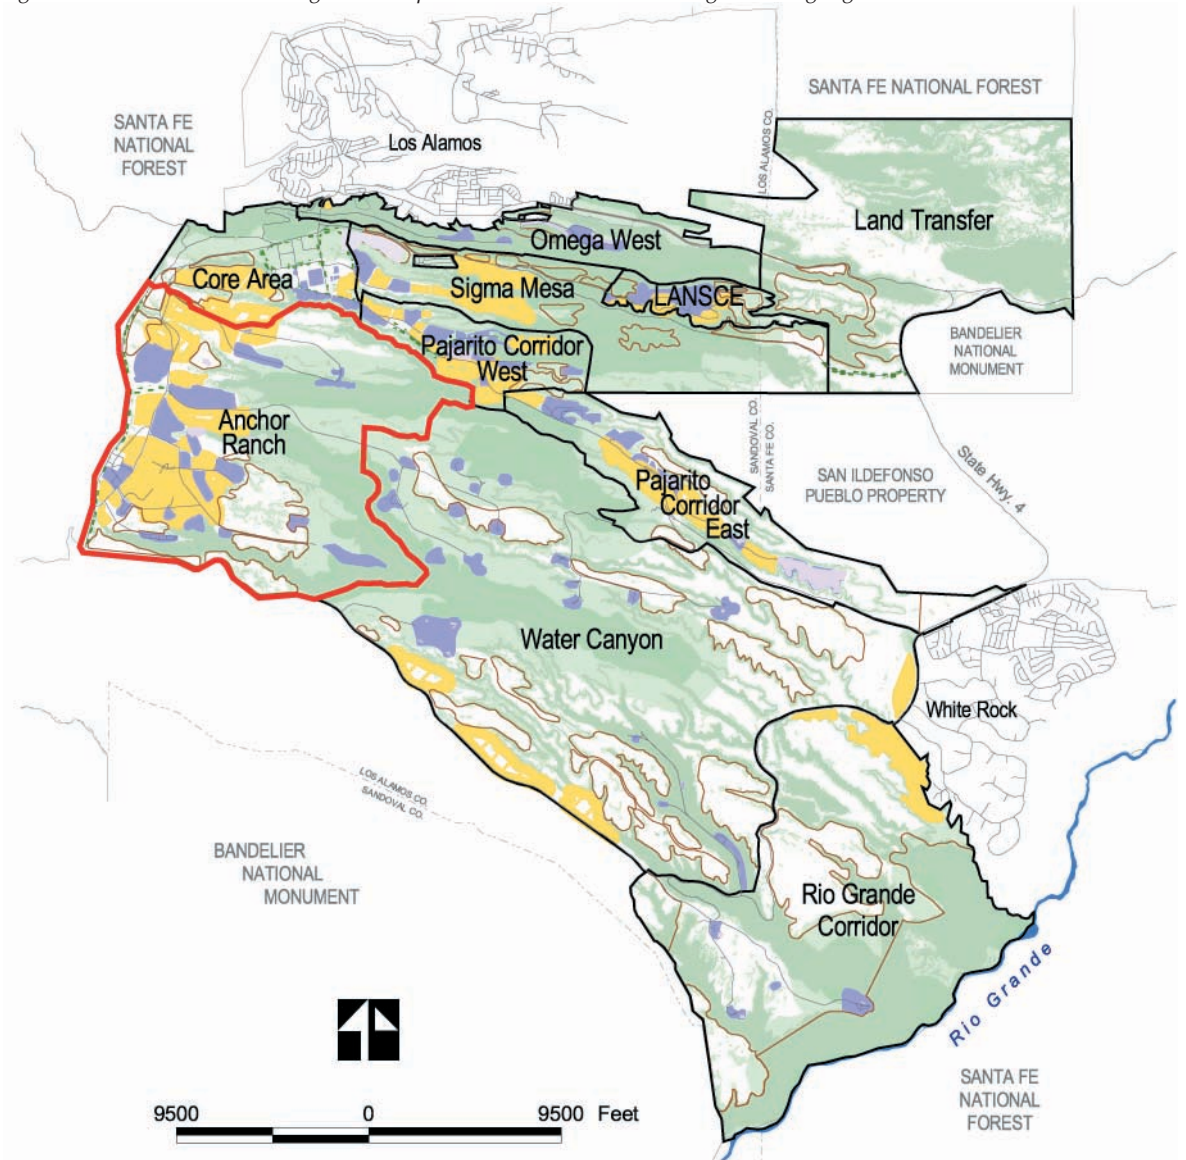 SANTA FE NATIONAL FOREST
SANTA FE
NATIONAL
FOREST
Los Alamos
LOS ALAMOS CO.
Land Transfer
Omega West
Core Area
Sigma Mesa
LANSCE
BANDELIER
NATIONAL
MONUMENT
Pajarito Corridor
West
Anchor
Ranch
SANDOVAL CO.
SANTA FE CO.
State Hwy. 4
SAN ILDEFONSO
PUEBLO PROPERTY
Pajarito
Corridor
East
Water Canyon
White Rock
LOS ALAMOS CO.
SANDOVAL CO.
BANDELIER
NATIONAL
MONUMENT
Rio Grande
Corridor
Rio Grande
SANTA FE
NATIONAL
FOREST
9500 0 9500 Feet